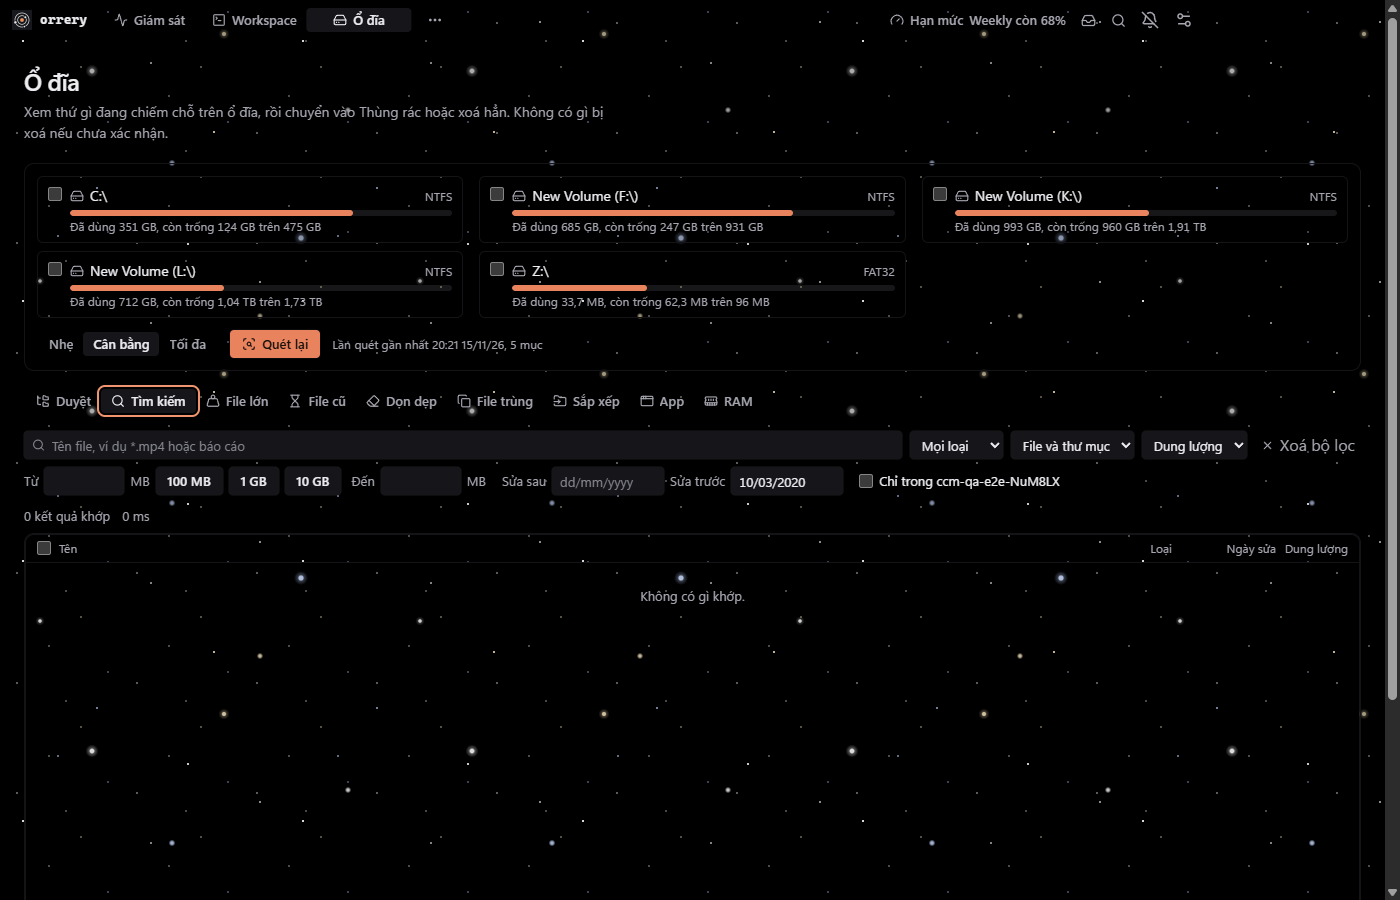 orrery Giám sát Workspace Ổ đĩa Hạn mức Weekly còn 68%
Ổ đĩa
Xem thứ gì đang chiếm chỗ trên ổ đĩa, rồi chuyển vào Thùng rác hoặc xoá hẳn. Không có gì bị
xoá nếu chưa xác nhận.
C:\ NTFS
Đã dùng 351 GB, còn trống 124 GB trên 475 GB
New Volume (F:\) NTFS
Đã dùng 685 GB, còn trống 247 GB trên 931 GB
New Volume (K:\) NTFS
Đã dùng 993 GB, còn trống 960 GB trên 1,91 TB
New Volume (L:\) NTFS
Đã dùng 712 GB, còn trống 1,04 TB trên 1,73 TB
Z:\ FAT32
Đã dùng 33,7 MB, còn trống 62,3 MB trên 96 MB
Nhẹ Cân bằng Tối đa Quét lại Lần quét gần nhất 20:21 15/11/26, 5 mục
Duyệt Tìm kiếm File lớn File cũ Dọn dẹp File trùng Sắp xếp App RAM
Tên file, ví dụ *.mp4 hoặc báo cáo Mọi loại File và thư mục Dung lượng × Xoá bộ lọc
Từ MB 100 MB 1 GB 10 GB Đến MB Sửa sau dd/mm/yyyy Sửa trước 10/03/2020 Chỉ trong ccm-qa-e2e-NuM8LX
0 kết quả khớp 0 ms
Tên Loại Ngày sửa Dung lượng
Không có gì khớp.